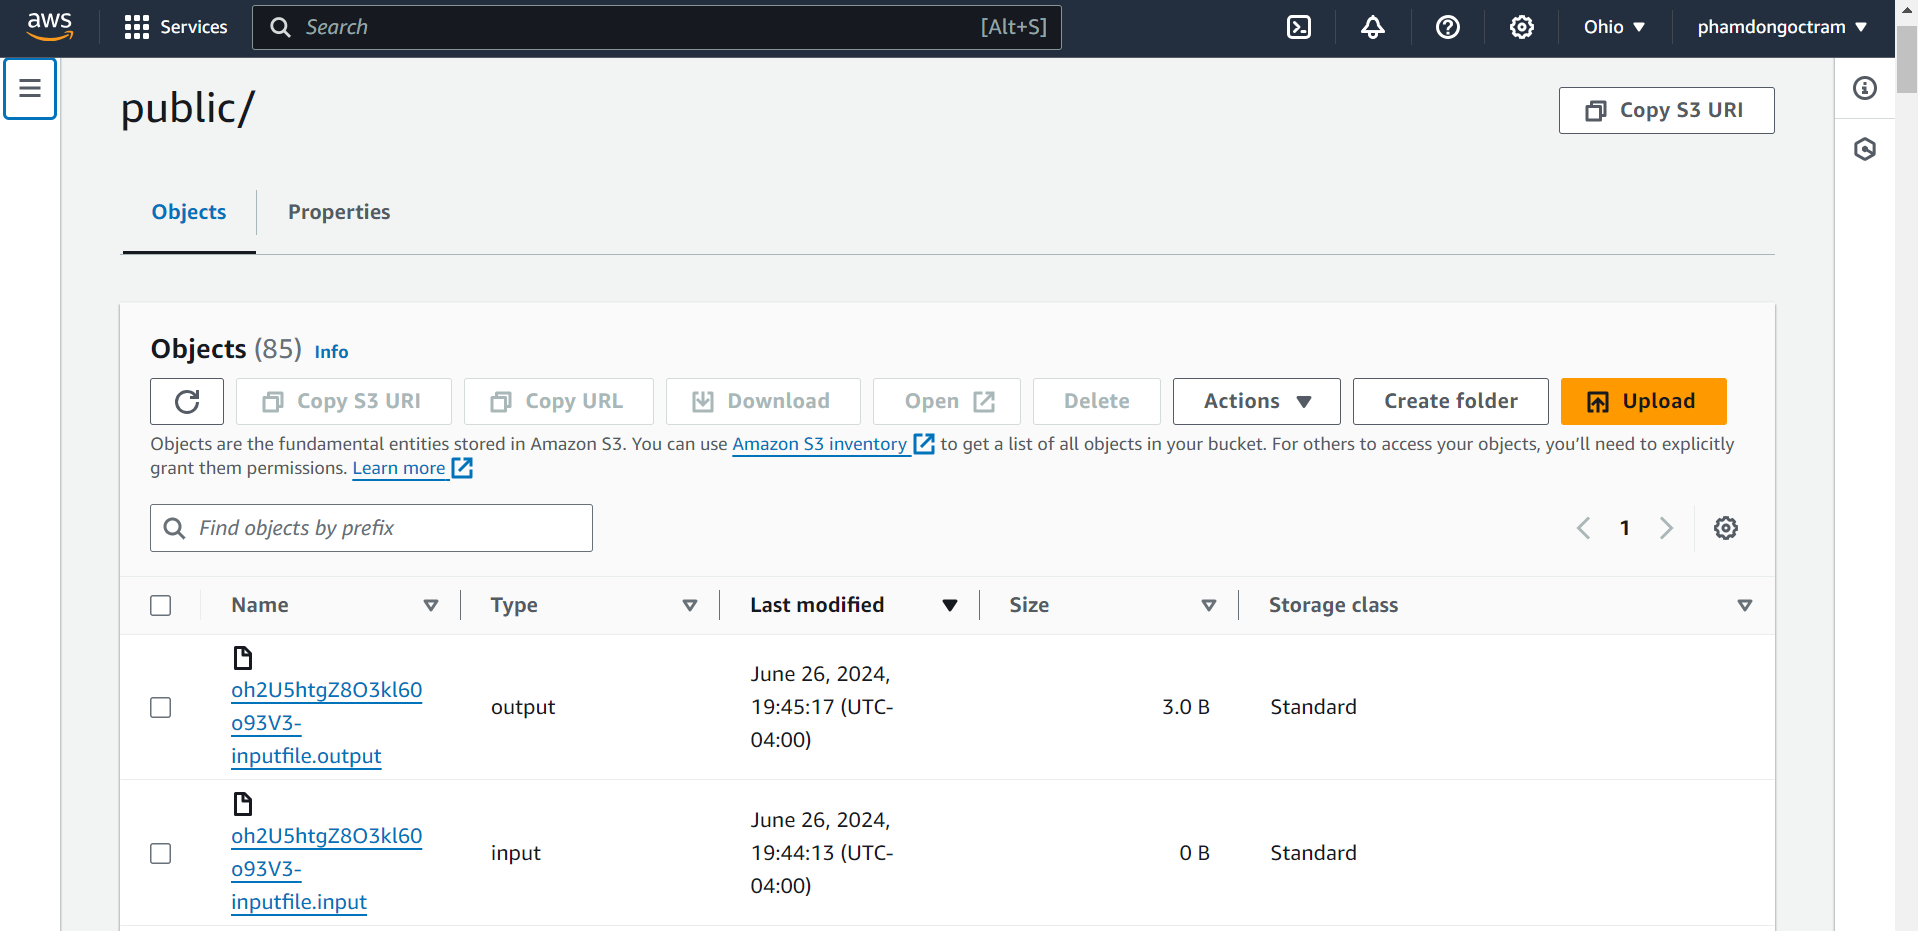 aws Services Search [Alt+S] Ohio phamdongoctram
public/ Copy S3 URI
Objects Properties
Objects (85) Info
Copy S3 URI Copy URL Download Open Delete Actions Create folder Upload
Objects are the fundamental entities stored in Amazon S3. You can use Amazon S3 inventory to get a list of all objects in your bucket. For others to access your objects, you’ll need to explicitly
grant them permissions. Learn more
Find objects by prefix 1
Name Type Last modified Size Storage class
oh2U5htgZ8O3kl60
o93V3-
inputfile.output
output
June 26, 2024,
19:45:17 (UTC-
04:00)
3.0 B
Standard
oh2U5htgZ8O3kl60
o93V3-
inputfile.input
input
June 26, 2024,
19:44:13 (UTC-
04:00)
0 B
Standard